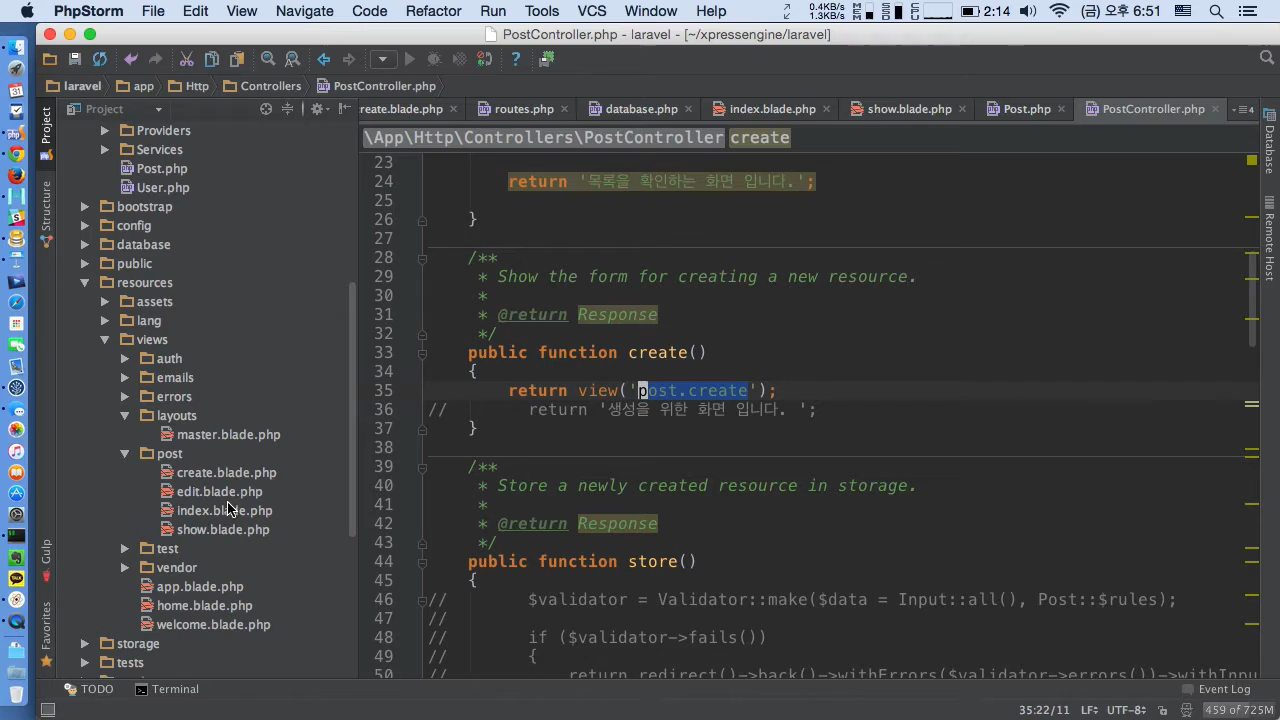 PhpStorm File Edit View Navigate Code Refactor Run Tools VCS Window Help 0.4KB/s 1.3KB/s 2:14 (금) 오후 6:51
PostController.php - laravel - [~/xpressengine/laravel]
laravel app Http Controllers PostController.php
Project
create.blade.php routes.php database.php index.blade.php show.blade.php Post.php PostController.php
\App\Http\Controllers\PostController create
Providers
Services
Post.php
User.php
bootstrap
config
database
public
resources
assets
lang
views
auth
emails
errors
layouts
master.blade.php
post
create.blade.php
edit.blade.php
index.blade.php
show.blade.php
test
vendor
app.blade.php
home.blade.php
welcome.blade.php
storage
tests
23
24 return '목록을 확인하는 화면 입니다.';
25
26 }
27
28 /**
29 * Show the form for creating a new resource.
30 *
31 * @return Response
32 */
33 public function create()
34 {
35 return view('post.create');
36 // return '생성을 위한 화면 입니다. ';
37 }
38
39 /**
40 * Store a newly created resource in storage.
41 *
42 * @return Response
43 */
44 public function store()
45 {
46 // $validator = Validator::make($data = Input::all(), Post::$rules);
47 //
48 // if ($validator->fails())
49 // {
50 // return redirect()->back()->withErrors($validator->errors())->withInpu
Project
Structure
Gulp
Favorites
Database
Remote Host
TODO Terminal Event Log
35:22/11 LF UTF-8 459 of 725M